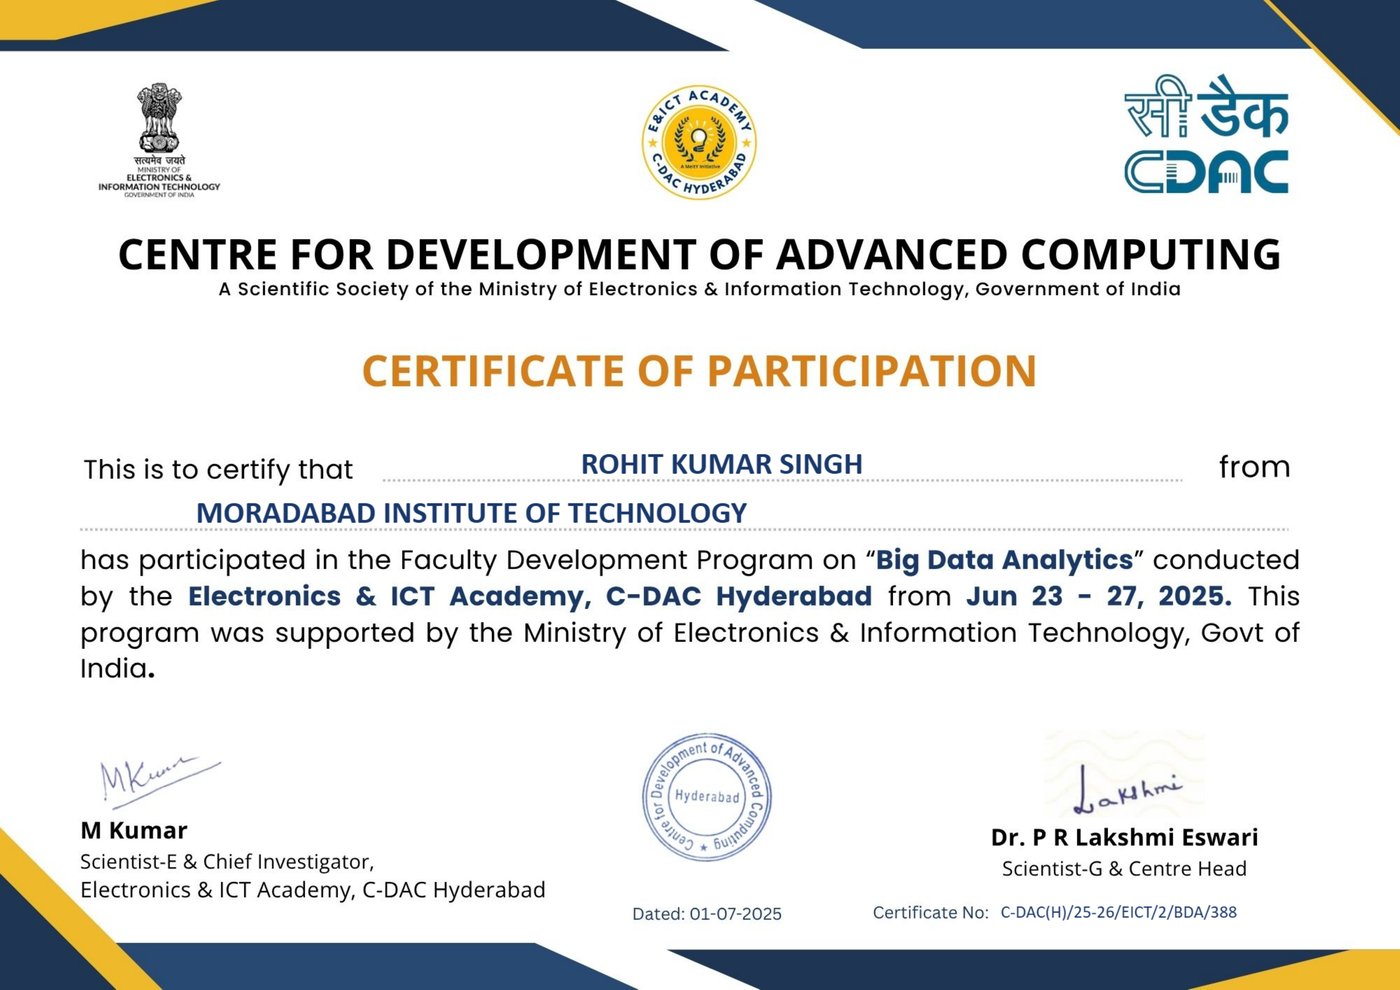 सत्यमेव जयते
MINISTRY OF
ELECTRONICS &
INFORMATION TECHNOLOGY
GOVERNMENT OF INDIA
E&ICT ACADEMY
A MeitY Initiative
C-DAC HYDERABAD
सी डैक
CDAC
CENTRE FOR DEVELOPMENT OF ADVANCED COMPUTING
A Scientific Society of the Ministry of Electronics & Information Technology, Government of India
CERTIFICATE OF PARTICIPATION
This is to certify that ROHIT KUMAR SINGH from
MORADABAD INSTITUTE OF TECHNOLOGY
has participated in the Faculty Development Program on “Big Data Analytics” conducted
by the Electronics & ICT Academy, C-DAC Hyderabad from Jun 23 - 27, 2025. This
program was supported by the Ministry of Electronics & Information Technology, Govt of
India.
MKumar
M Kumar
Scientist-E & Chief Investigator,
Electronics & ICT Academy, C-DAC Hyderabad
Centre for Development of Advanced Computing
Hyderabad
Lakshmi
Dr. P R Lakshmi Eswari
Scientist-G & Centre Head
Dated: 01-07-2025
Certificate No: C-DAC(H)/25-26/EICT/2/BDA/388